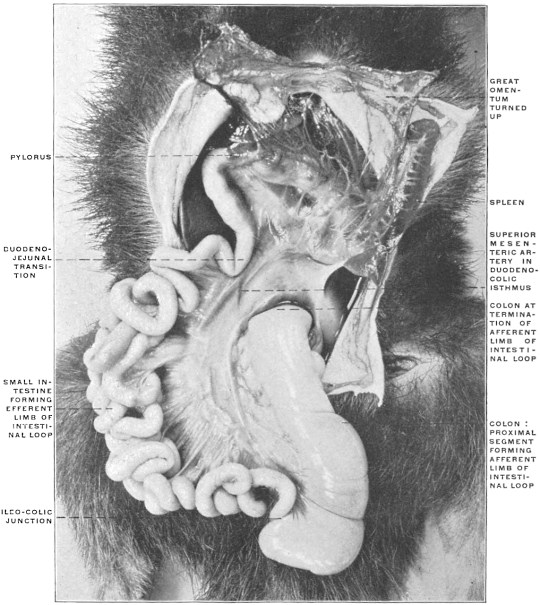 PYLORUS
DUODENO-
JEJUNAL
TRANSI-
TION
SMALL IN-
TESTINE
FORMING
EFFERENT
LIMB OF
INTESTI-
NAL LOOP
ILEO-COLIC
JUNCTION
GREAT
OMEN-
TUM
TURNED
UP
SPLEEN
SUPERIOR
MESEN-
TERIC AR-
TERY IN
DUODENO-
COLIC
ISTHMUS
COLON AT
TERMINA-
TION OF
AFFERENT
LIMB OF
INTESTI-
NAL LOOP
COLON:
PROXIMAL
SEGMENT
FORMING
AFFERENT
LIMB OF
INTESTI-
NAL LOOP